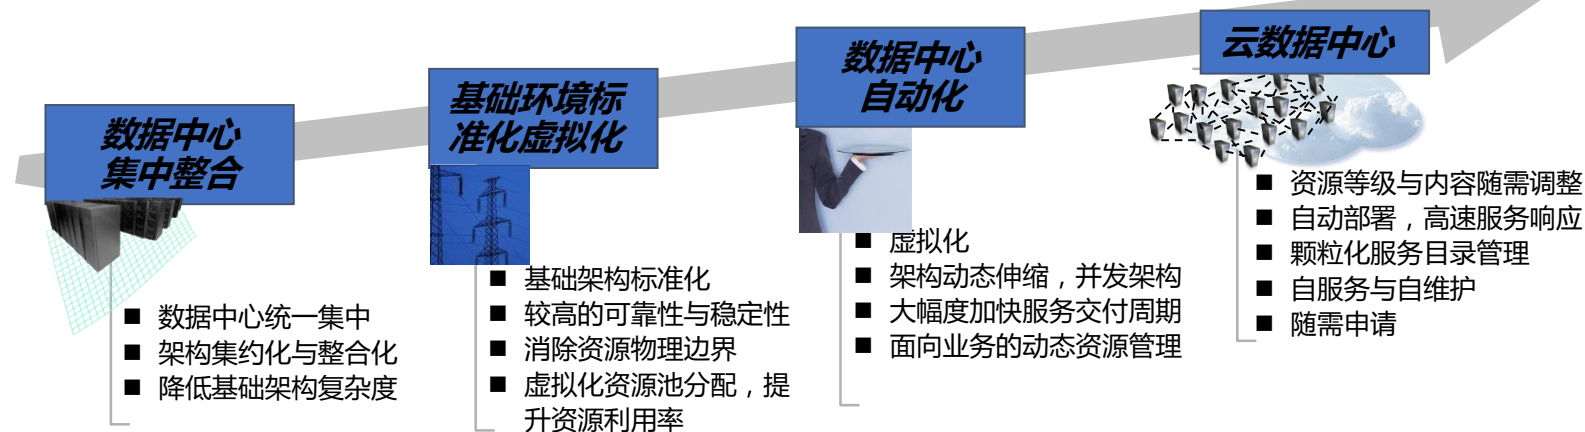 数据中心
集中整合
■ 数据中心统一集中
■ 架构集约化与整合化
■ 降低基础架构复杂度
基础环境标
准化虚拟化
■ 基础架构标准化
■ 较高的可靠性与稳定性
■ 消除资源物理边界
■ 虚拟化资源池分配，提
升资源利用率
数据中心
自动化
■ 虚拟化
■ 架构动态伸缩，并发架构
■ 大幅度加快服务交付周期
■ 面向业务的动态资源管理
云数据中心
■ 资源等级与内容随需调整
■ 自动部署，高速服务响应
■ 颗粒化服务目录管理
■ 自服务与自维护
■ 随需申请